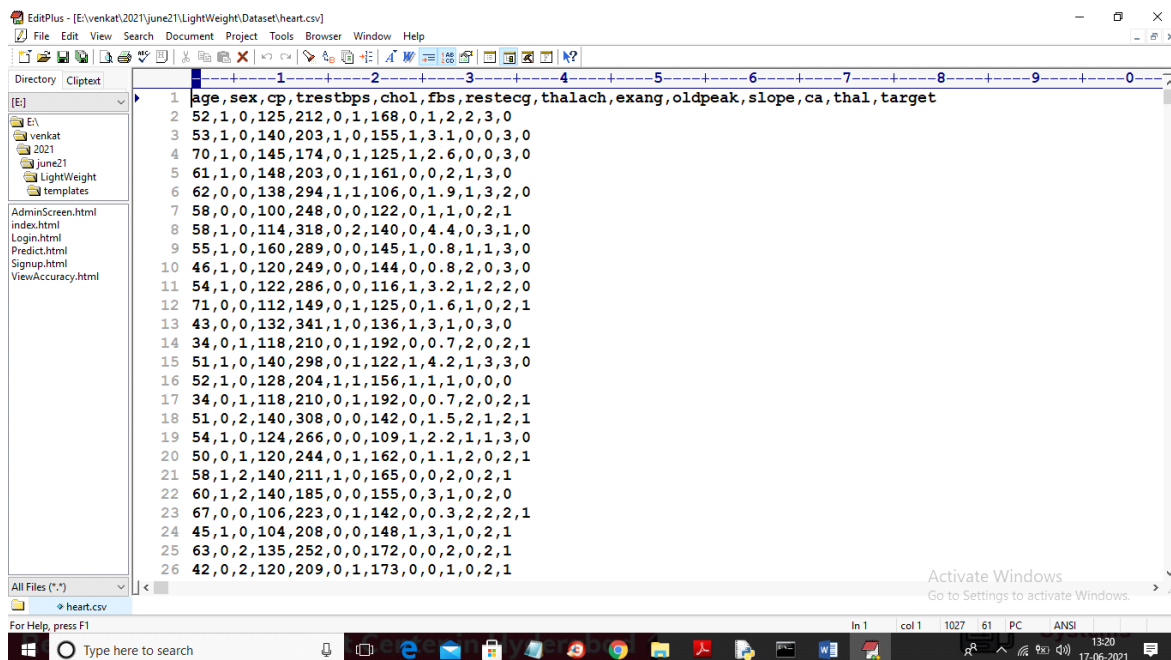 EditPlus - [E:\venkat\2021\june21\LightWeight\Dataset\heart.csv]
File Edit View Search Document Project Tools Browser Window Help
Directory Cliptext
----+----1----+----2----+----3----+----4----+----5----+----6----+----7----+----8----+----9----+----0---
[E:]
E:\
venkat
2021
june21
LightWeight
templates
AdminScreen.html
index.html
Login.html
Predict.html
Signup.html
ViewAccuracy.html
All Files (*.*)
1 age,sex,cp,trestbps,chol,fbs,restecg,thalach,exang,oldpeak,slope,ca,thal,target
2 52,1,0,125,212,0,1,168,0,1,2,2,3,0
3 53,1,0,140,203,1,0,155,1,3.1,0,0,3,0
4 70,1,0,145,174,0,1,125,1,2.6,0,0,3,0
5 61,1,0,148,203,0,1,161,0,0,2,1,3,0
6 62,0,0,138,294,1,1,106,0,1.9,1,3,2,0
7 58,0,0,100,248,0,0,122,0,1,1,0,2,1
8 58,1,0,114,318,0,2,140,0,4.4,0,3,1,0
9 55,1,0,160,289,0,0,145,1,0.8,1,1,3,0
10 46,1,0,120,249,0,0,144,0,0.8,2,0,3,0
11 54,1,0,122,286,0,0,116,1,3.2,1,2,2,0
12 71,0,0,112,149,0,1,125,0,1.6,1,0,2,1
13 43,0,0,132,341,1,0,136,1,3,1,0,3,0
14 34,0,1,118,210,0,1,192,0,0.7,2,0,2,1
15 51,1,0,140,298,0,1,122,1,4.2,1,3,3,0
16 52,1,0,128,204,1,1,156,1,1,1,0,0,0
17 34,0,1,118,210,0,1,192,0,0.7,2,0,2,1
18 51,0,2,140,308,0,0,142,0,1.5,2,1,2,1
19 54,1,0,124,266,0,0,109,1,2.2,1,1,3,0
20 50,0,1,120,244,0,1,162,0,1.1,2,0,2,1
21 58,1,2,140,211,1,0,165,0,0,2,0,2,1
22 60,1,2,140,185,0,0,155,0,3,1,0,2,0
23 67,0,0,106,223,0,1,142,0,0.3,2,2,2,1
24 45,1,0,104,208,0,0,148,1,3,1,0,2,1
25 63,0,2,135,252,0,0,172,0,0,2,0,2,1
26 42,0,2,120,209,0,1,173,0,0,1,0,2,1
Activate Windows
Go to Settings to activate Windows.
heart.csv
For Help, press F1
ln 1 col 1 1027 61 PC ANSI
Type here to search
13:20
17-06-2021